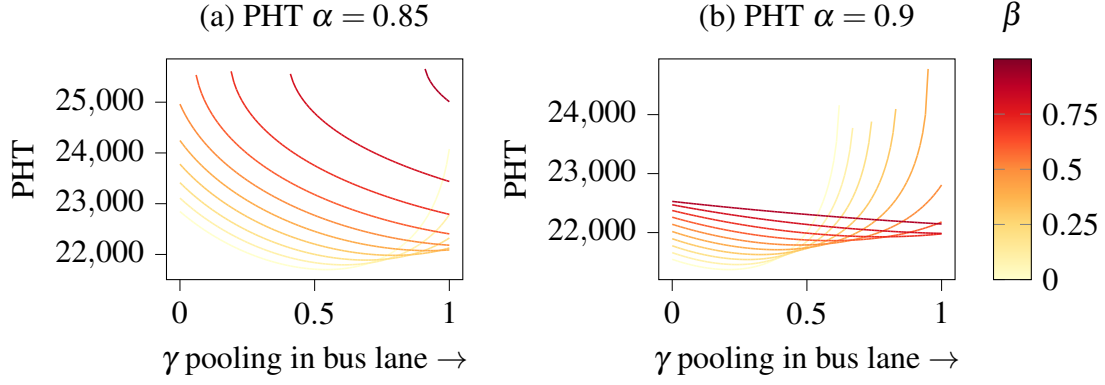 (a) PHT α = 0.85
(b) PHT α = 0.9
β
PHT
25,000
24,000
23,000
22,000
0
0.5
1
γ pooling in bus lane →
PHT
24,000
23,000
22,000
0
0.5
1
γ pooling in bus lane →
0.75
0.5
0.25
0